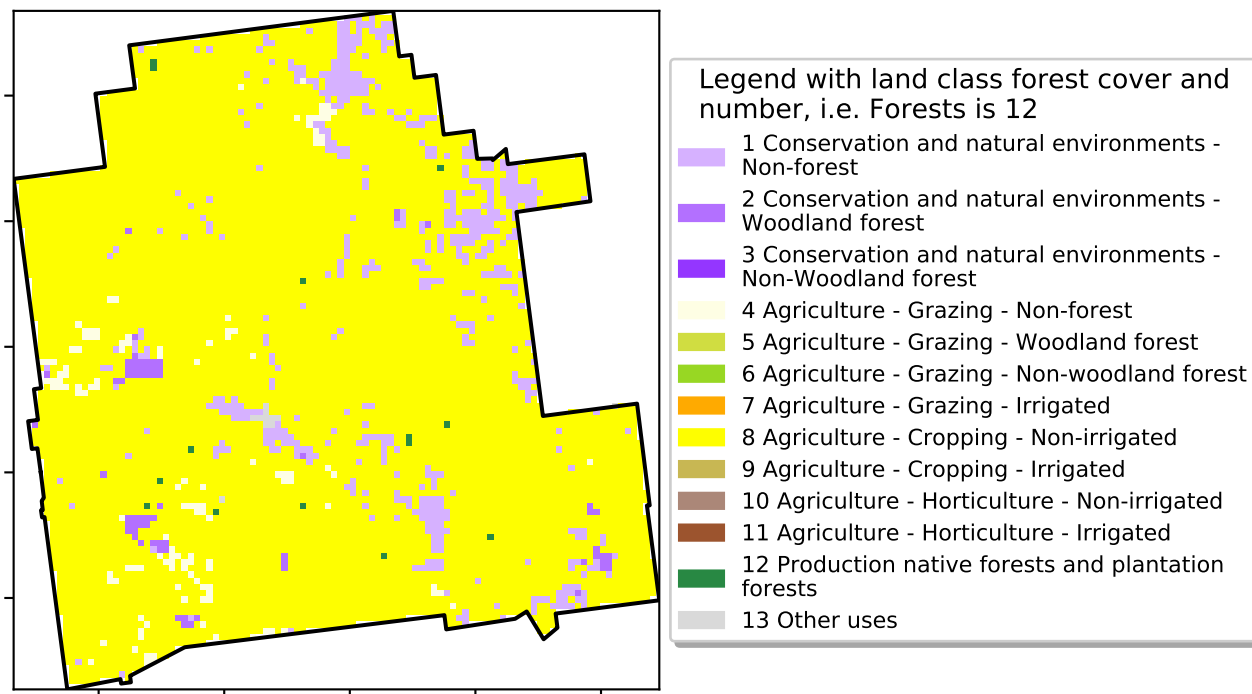 Legend with land class forest cover and
number, i.e. Forests is 12
1 Conservation and natural environments -
Non-forest
2 Conservation and natural environments -
Woodland forest
3 Conservation and natural environments -
Non-Woodland forest
4 Agriculture - Grazing - Non-forest
5 Agriculture - Grazing - Woodland forest
6 Agriculture - Grazing - Non-woodland forest
7 Agriculture - Grazing - Irrigated
8 Agriculture - Cropping - Non-irrigated
9 Agriculture - Cropping - Irrigated
10 Agriculture - Horticulture - Non-irrigated
11 Agriculture - Horticulture - Irrigated
12 Production native forests and plantation
forests
13 Other uses